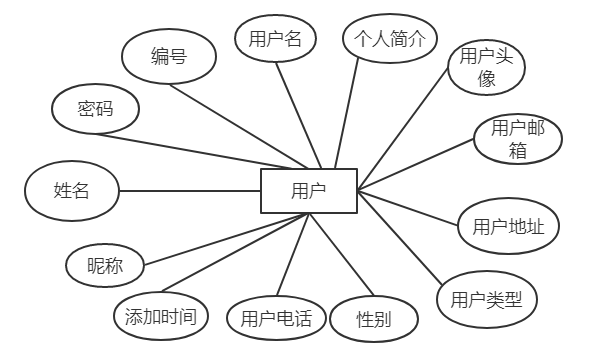 用户名
个人简介
编号
用户头
像
密码
用户邮
箱
姓名
用户
用户地址
昵称
用户类型
添加时间
用户电话
性别